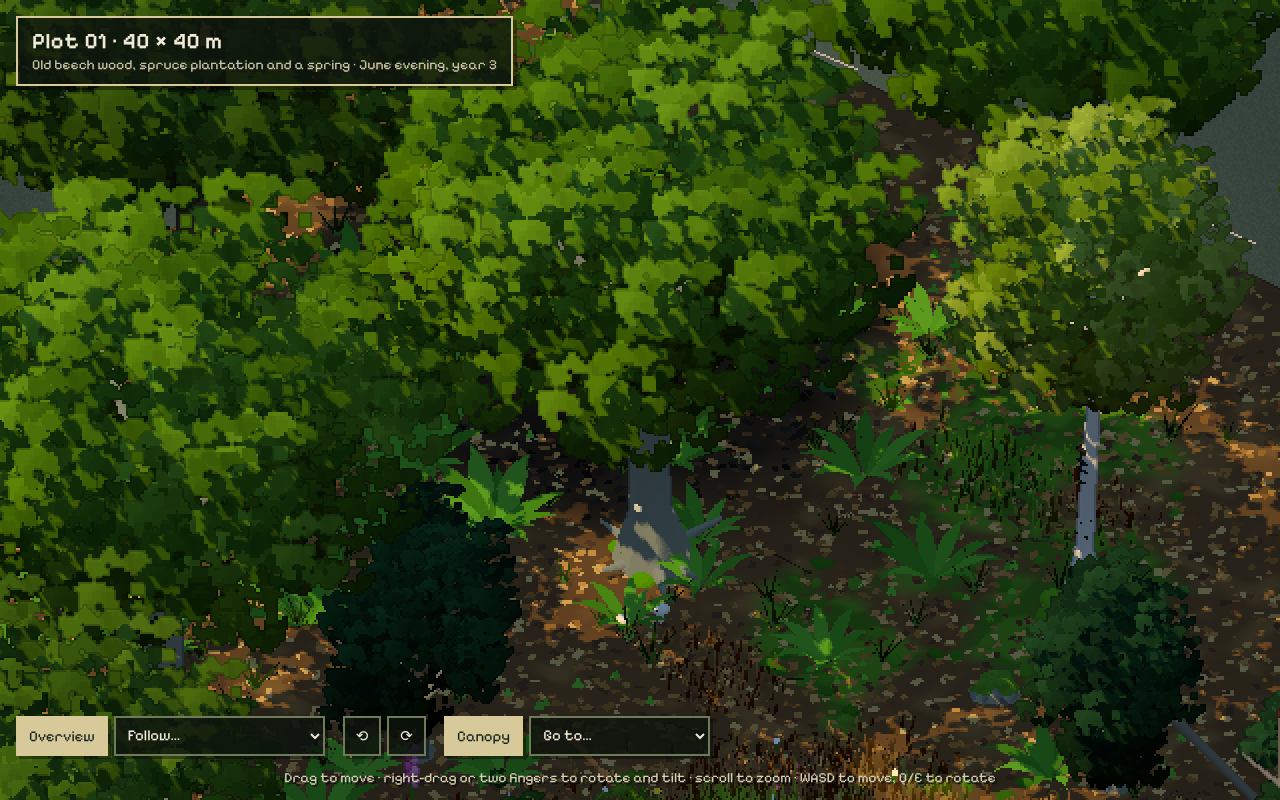 Plot 01 · 40 × 40 m
Old beech wood, spruce plantation and a spring · June evening, year 3
Overview
Follow...
⟲
⟳
Canopy
Go to...
Drag to move · right-drag or two fingers to rotate and tilt · scroll to zoom · WASD to move, Q/E to rotate